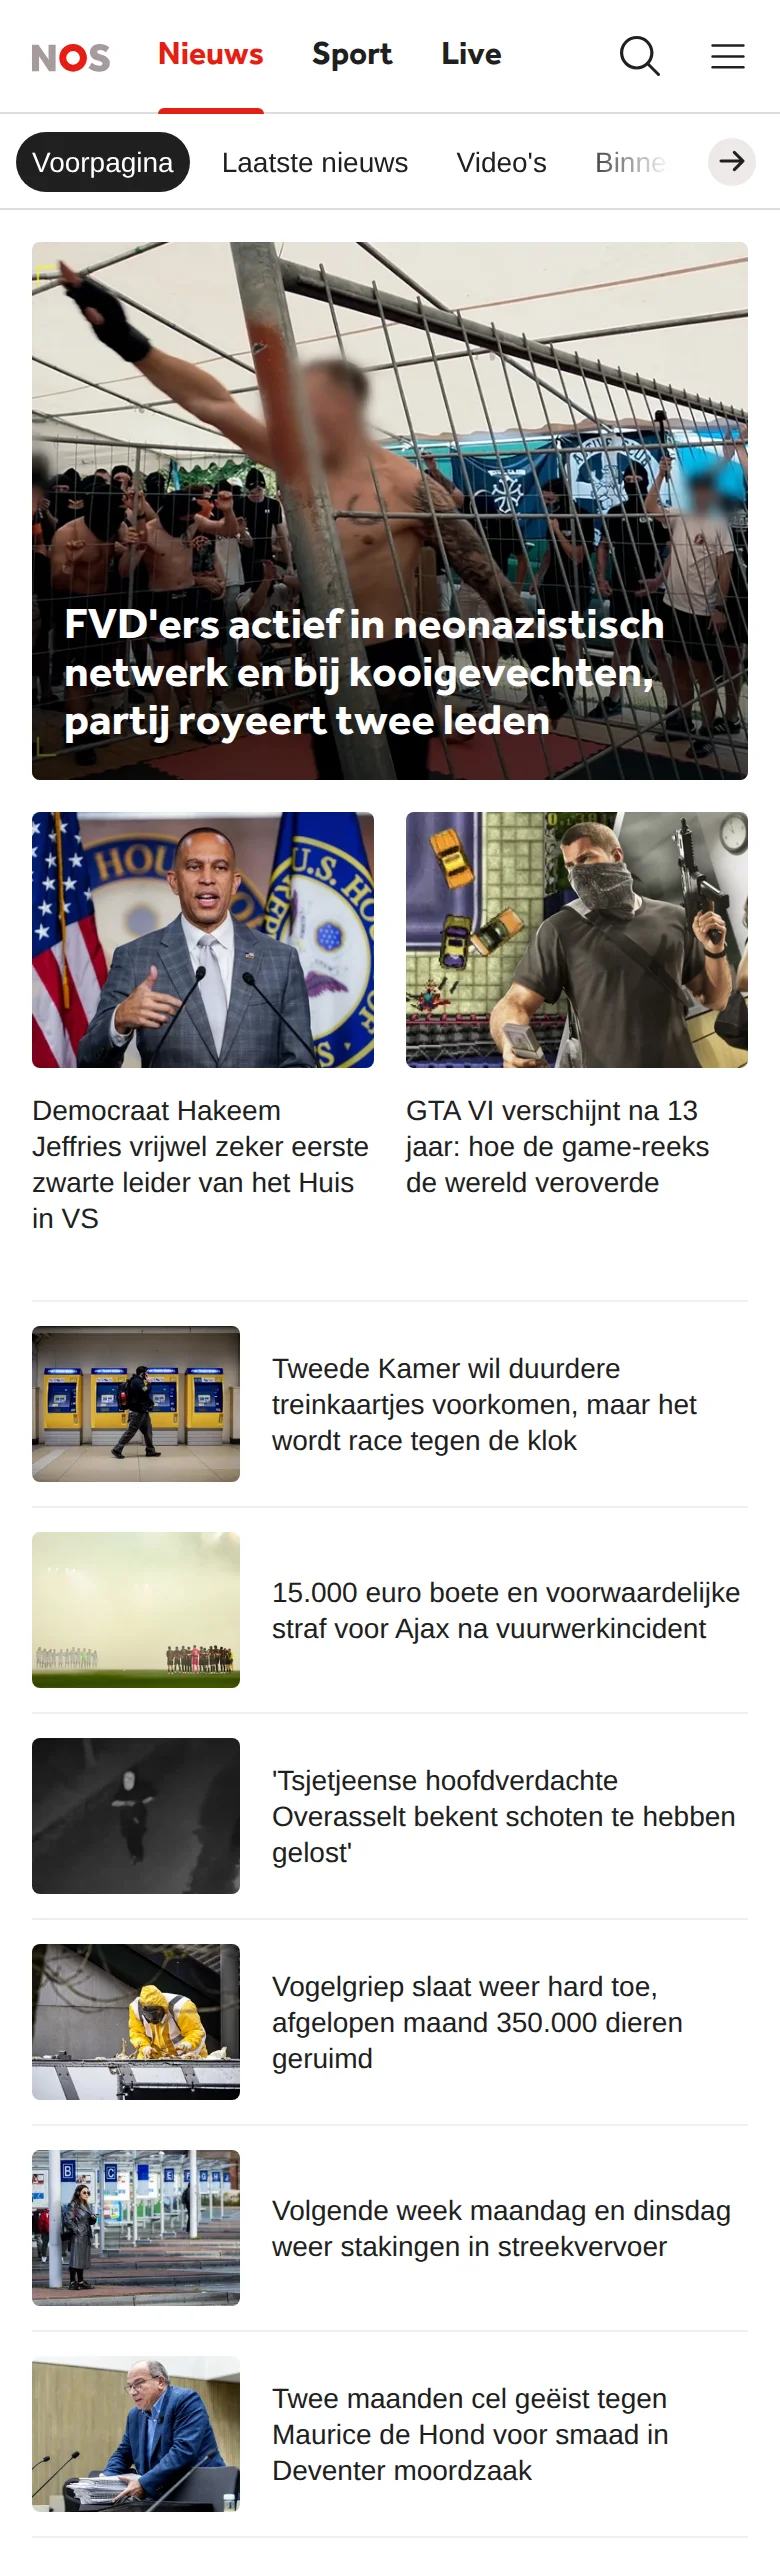 NOS Nieuws Sport Live
Voorpagina Laatste nieuws Video's Binne
FVD'ers actief in neonazistisch
netwerk en bij kooigevechten,
partij royeert twee leden
Democraat Hakeem
Jeffries vrijwel zeker eerste
zwarte leider van het Huis
in VS
GTA VI verschijnt na 13
jaar: hoe de game-reeks
de wereld veroverde
Tweede Kamer wil duurdere
treinkaartjes voorkomen, maar het
wordt race tegen de klok
15.000 euro boete en voorwaardelijke
straf voor Ajax na vuurwerkincident
'Tsjetjeense hoofdverdachte
Overasselt bekent schoten te hebben
gelost'
Vogelgriep slaat weer hard toe,
afgelopen maand 350.000 dieren
geruimd
B C E
Volgende week maandag en dinsdag
weer stakingen in streekvervoer
Twee maanden cel geëist tegen
Maurice de Hond voor smaad in
Deventer moordzaak